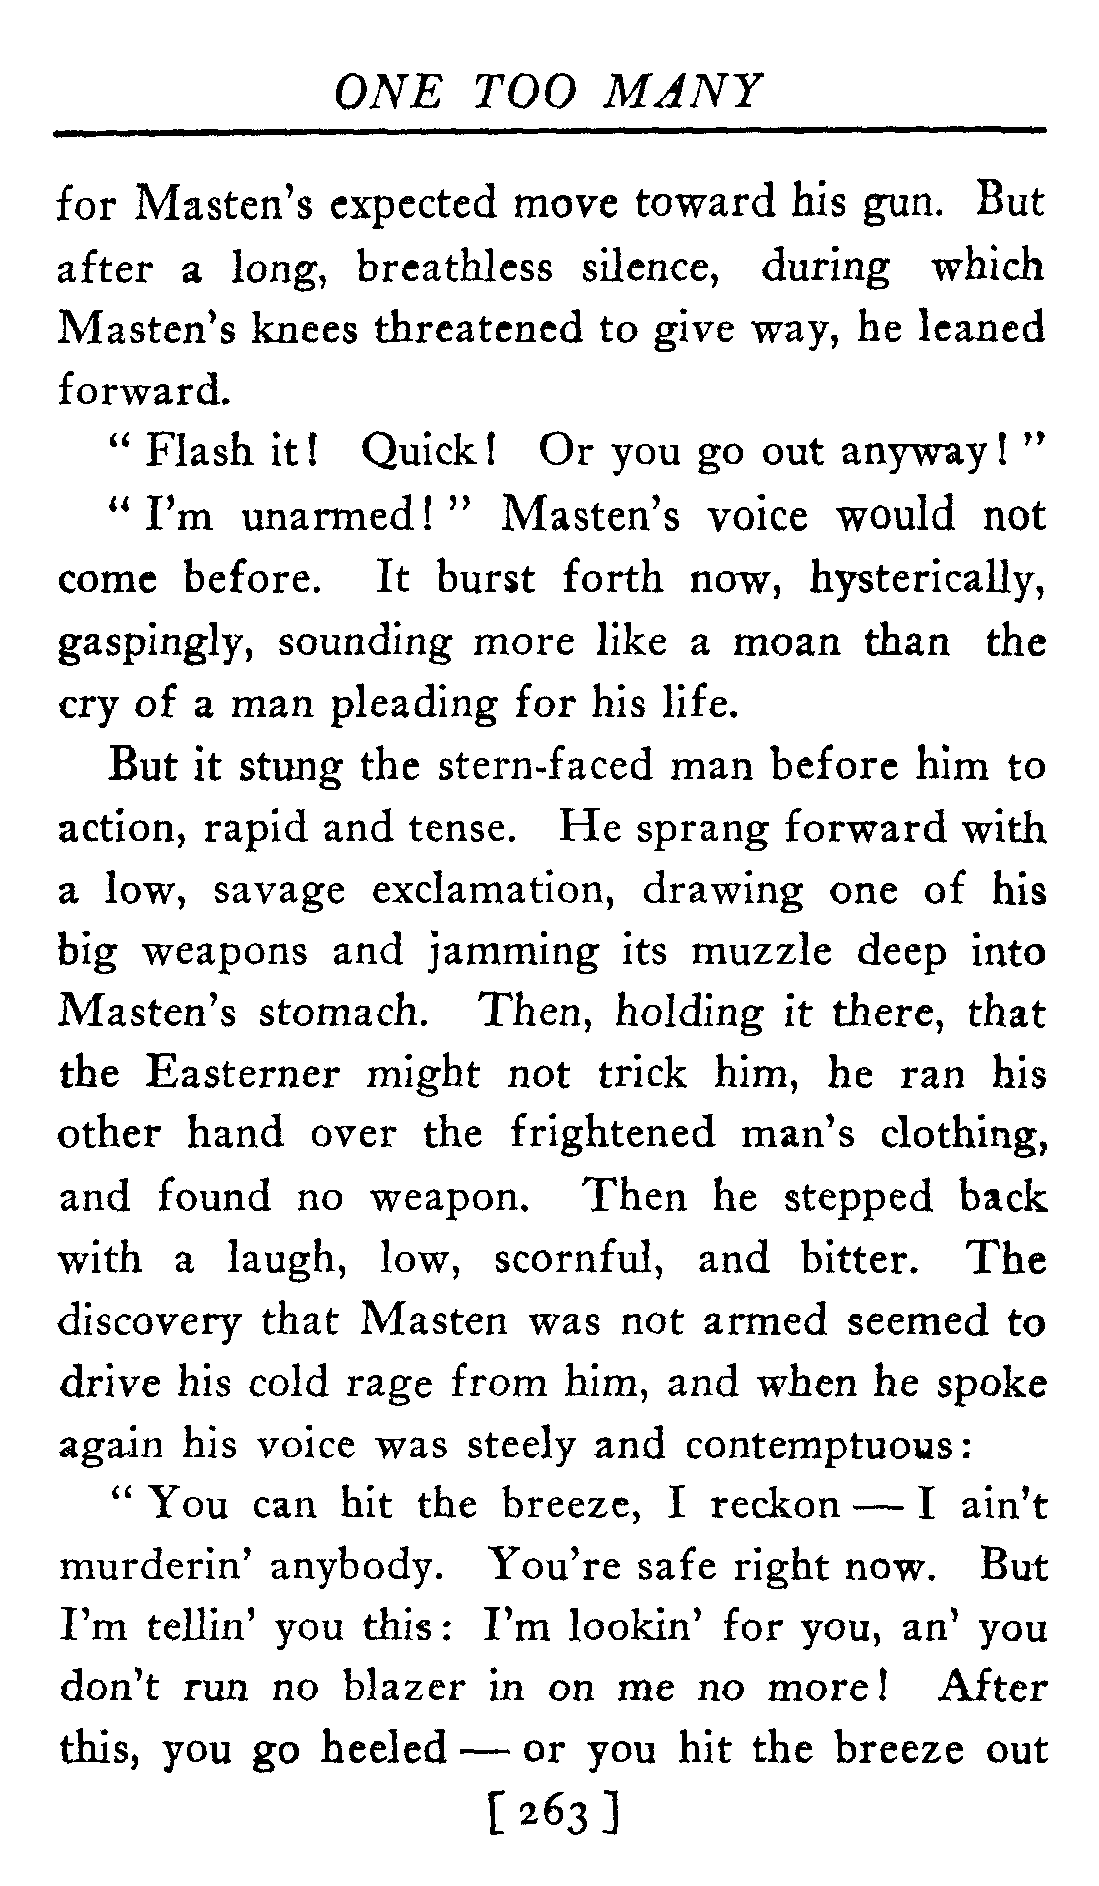 ONE TOO MANY
for Masten's expected move toward his gun. But
after a long, breathless silence, during which
Masten's knees threatened to give way, he leaned
forward.
" Flash it! Quick! Or you go out anyway! "
" I'm unarmed! " Masten's voice would not
come before. It burst forth now, hysterically,
gaspingly, sounding more like a moan than the
cry of a man pleading for his life.
But it stung the stern-faced man before him to
action, rapid and tense. He sprang forward with
a low, savage exclamation, drawing one of his
big weapons and jamming its muzzle deep into
Masten's stomach. Then, holding it there, that
the Easterner might not trick him, he ran his
other hand over the frightened man's clothing,
and found no weapon. Then he stepped back
with a laugh, low, scornful, and bitter. The
discovery that Masten was not armed seemed to
drive his cold rage from him, and when he spoke
again his voice was steely and contemptuous:
" You can hit the breeze, I reckon — I ain't
murderin' anybody. You're safe right now. But
I'm tellin' you this: I'm lookin' for you, an' you
don't run no blazer in on me no more! After
this, you go heeled — or you hit the breeze out
[ 263 ]